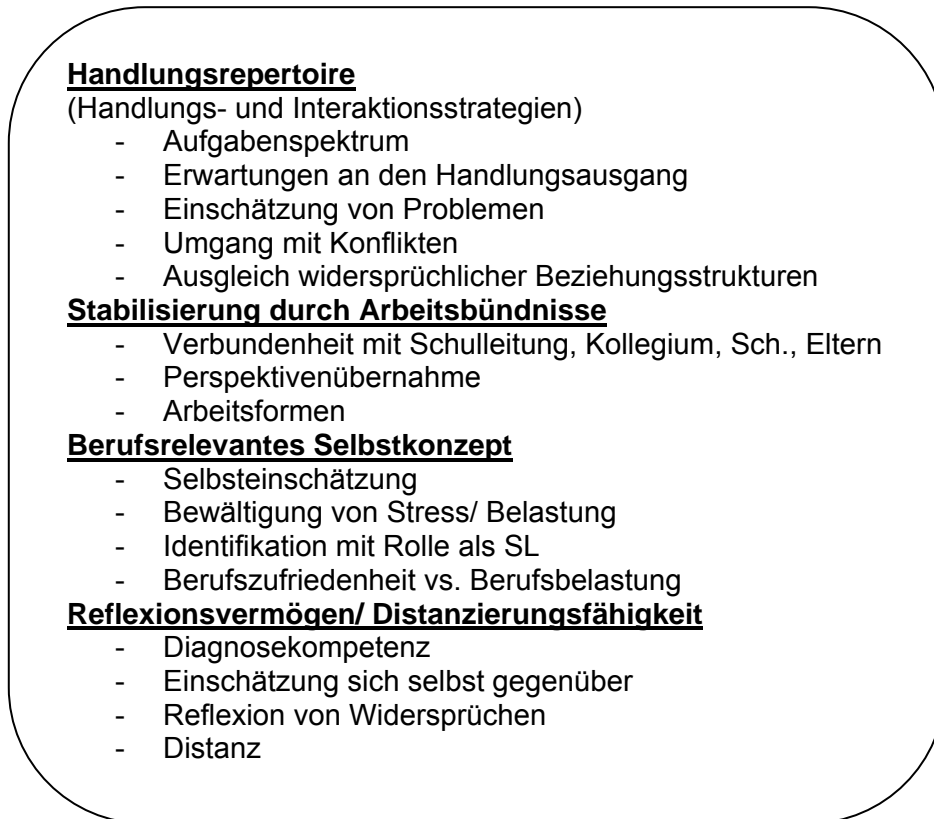 Handlungsrepertoire
(Handlungs- und Interaktionsstrategien)
- Aufgabenspektrum
- Erwartungen an den Handlungsausgang
- Einschätzung von Problemen
- Umgang mit Konflikten
- Ausgleich widersprüchlicher Beziehungsstrukturen
Stabilisierung durch Arbeitsbündnisse
- Verbundenheit mit Schulleitung, Kollegium, Sch., Eltern
- Perspektivenübernahme
- Arbeitsformen
Berufsrelevantes Selbstkonzept
- Selbsteinschätzung
- Bewältigung von Stress/ Belastung
- Identifikation mit Rolle als SL
- Berufszufriedenheit vs. Berufsbelastung
Reflexionsvermögen/ Distanzierungsfähigkeit
- Diagnosekompetenz
- Einschätzung sich selbst gegenüber
- Reflexion von Widersprüchen
- Distanz